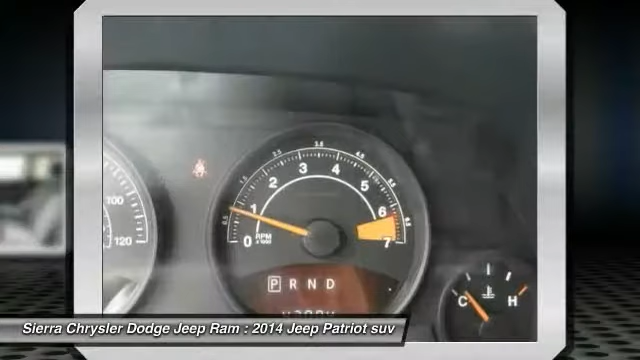 1 2 3 4 5 6 7
0
RPM
x 1000
100
120
P R N D
C H
Sierra Chrysler Dodge Jeep Ram : 2014 Jeep Patriot suv